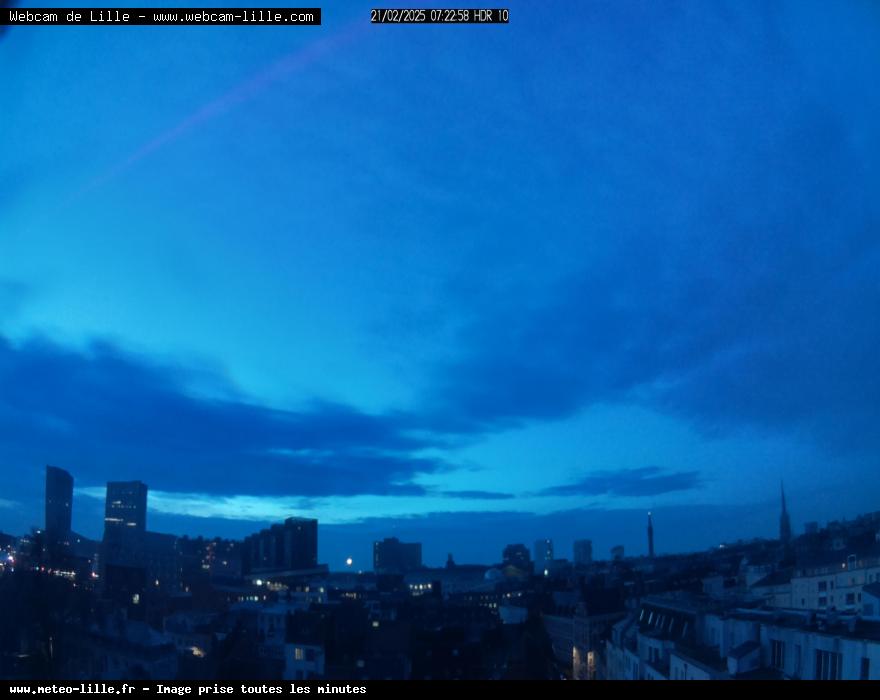 Webcam de Lille - www.webcam-lille.com
21/02/2025 07:22:58 HDR 10
www.meteo-lille.fr - Image prise toutes les minutes